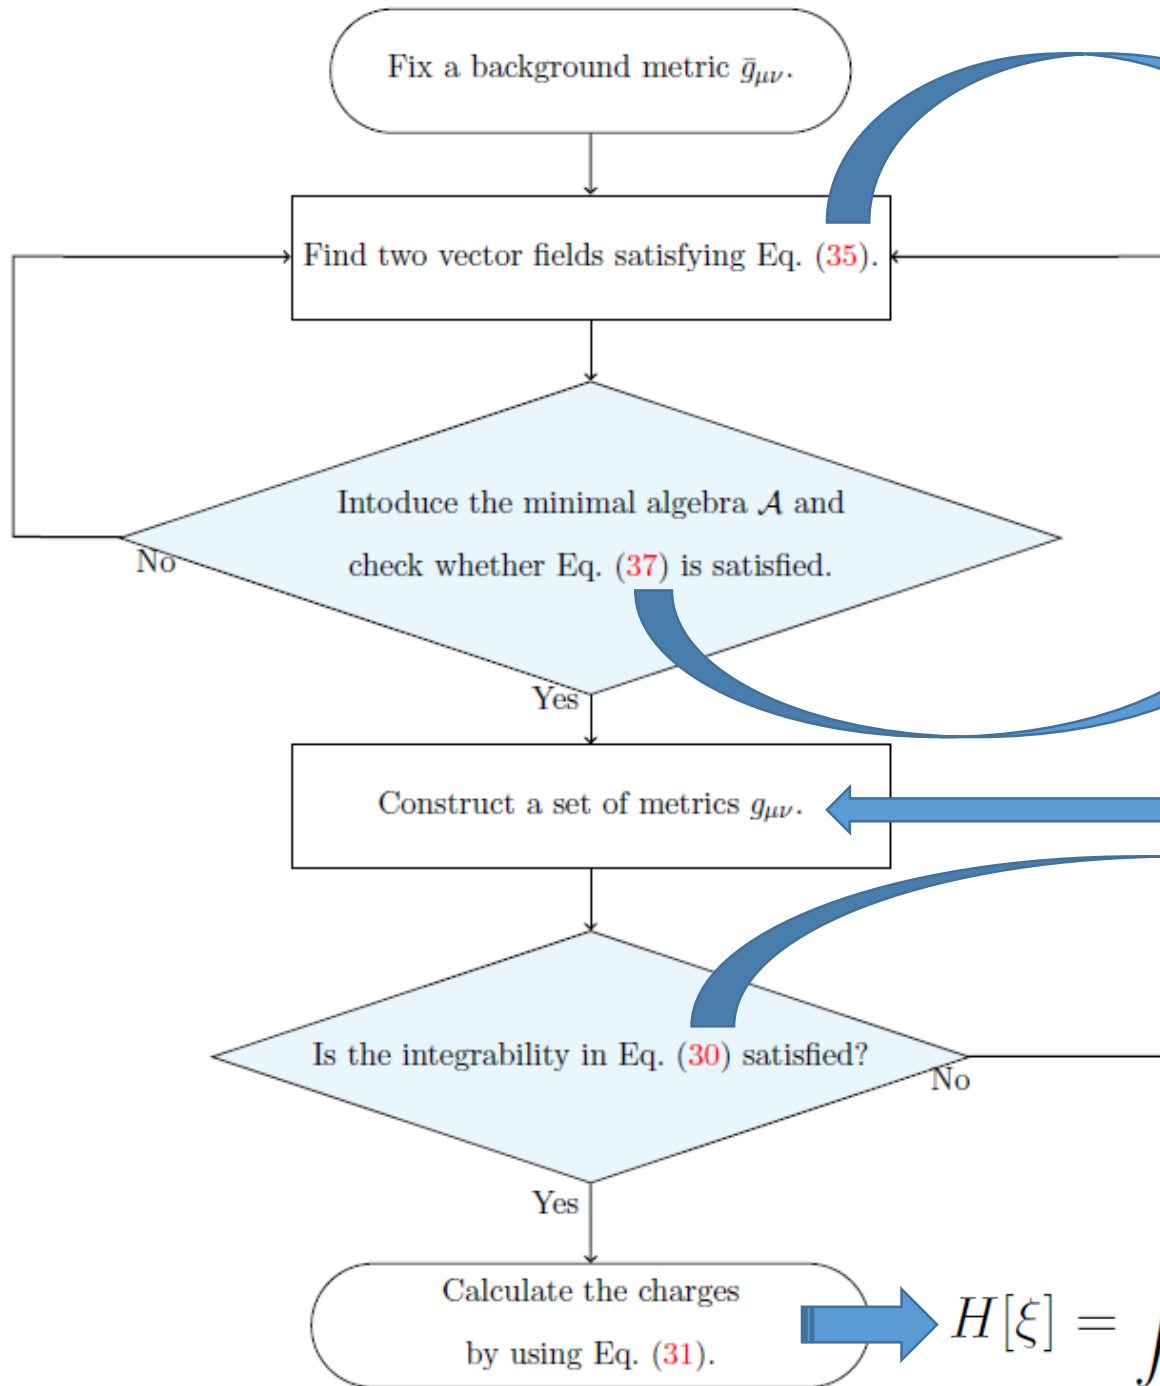 Fix a background metric ḡμν.
Find two vector fields satisfying Eq. (35).
Intoduce the minimal algebra 𝒜 and
check whether Eq. (37) is satisfied.
No
Yes
Construct a set of metrics gμν.
Is the integrability in Eq. (30) satisfied?
No
Yes
Calculate the charges
by using Eq. (31).
H[ξ] = ∫